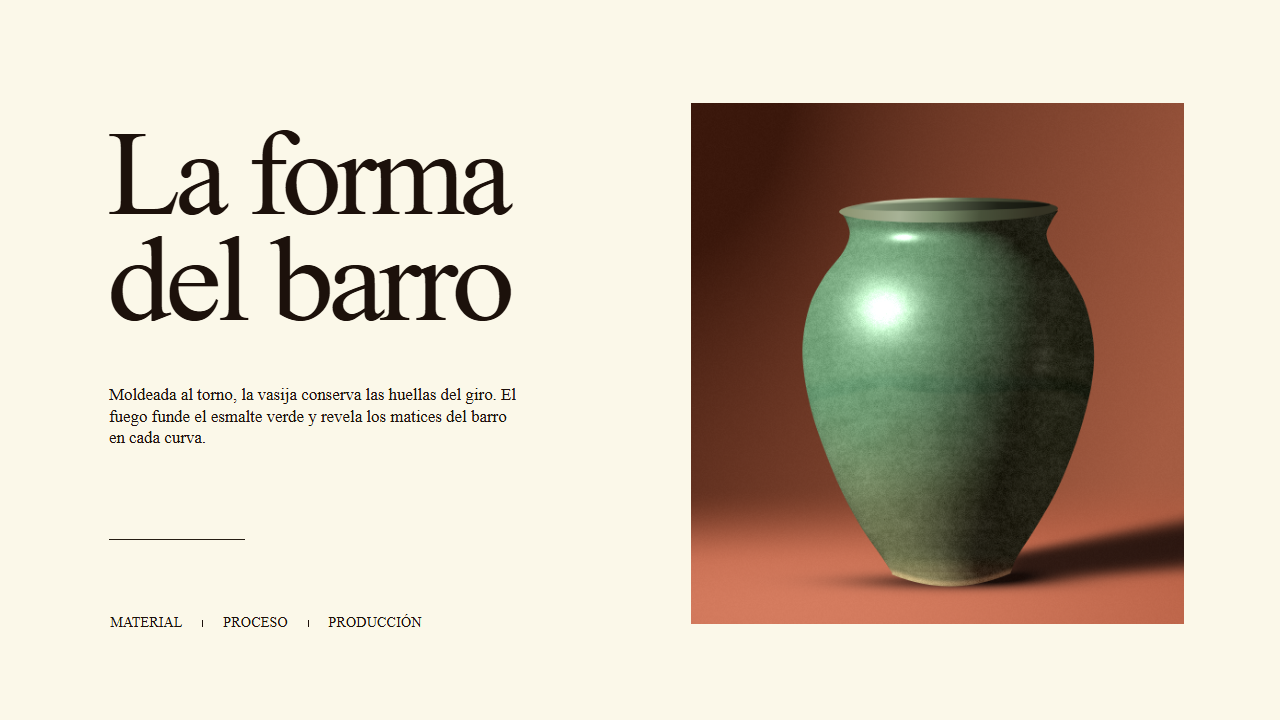 La forma
del barro
Moldeada al torno, la vasija conserva las huellas del giro. El
fuego funde el esmalte verde y revela los matices del barro
en cada curva.
MATERIAL PROCESO PRODUCCIÓN